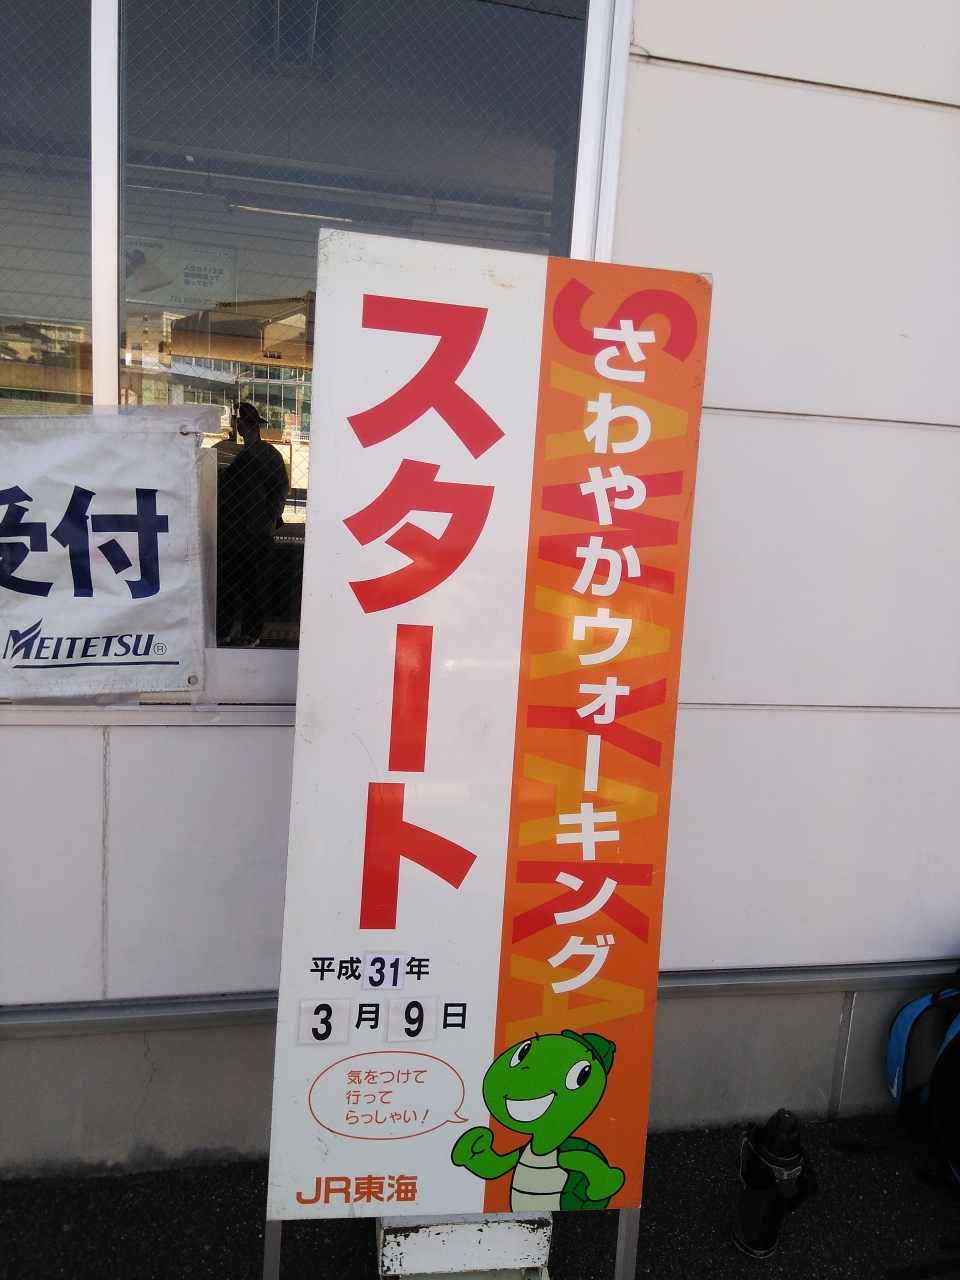 さわやかウォーキング
SAWAYAKA
スタート
平成31年
3月9日
気をつけて
行って
らっしゃい!
JR東海
受付
MEITETSU®